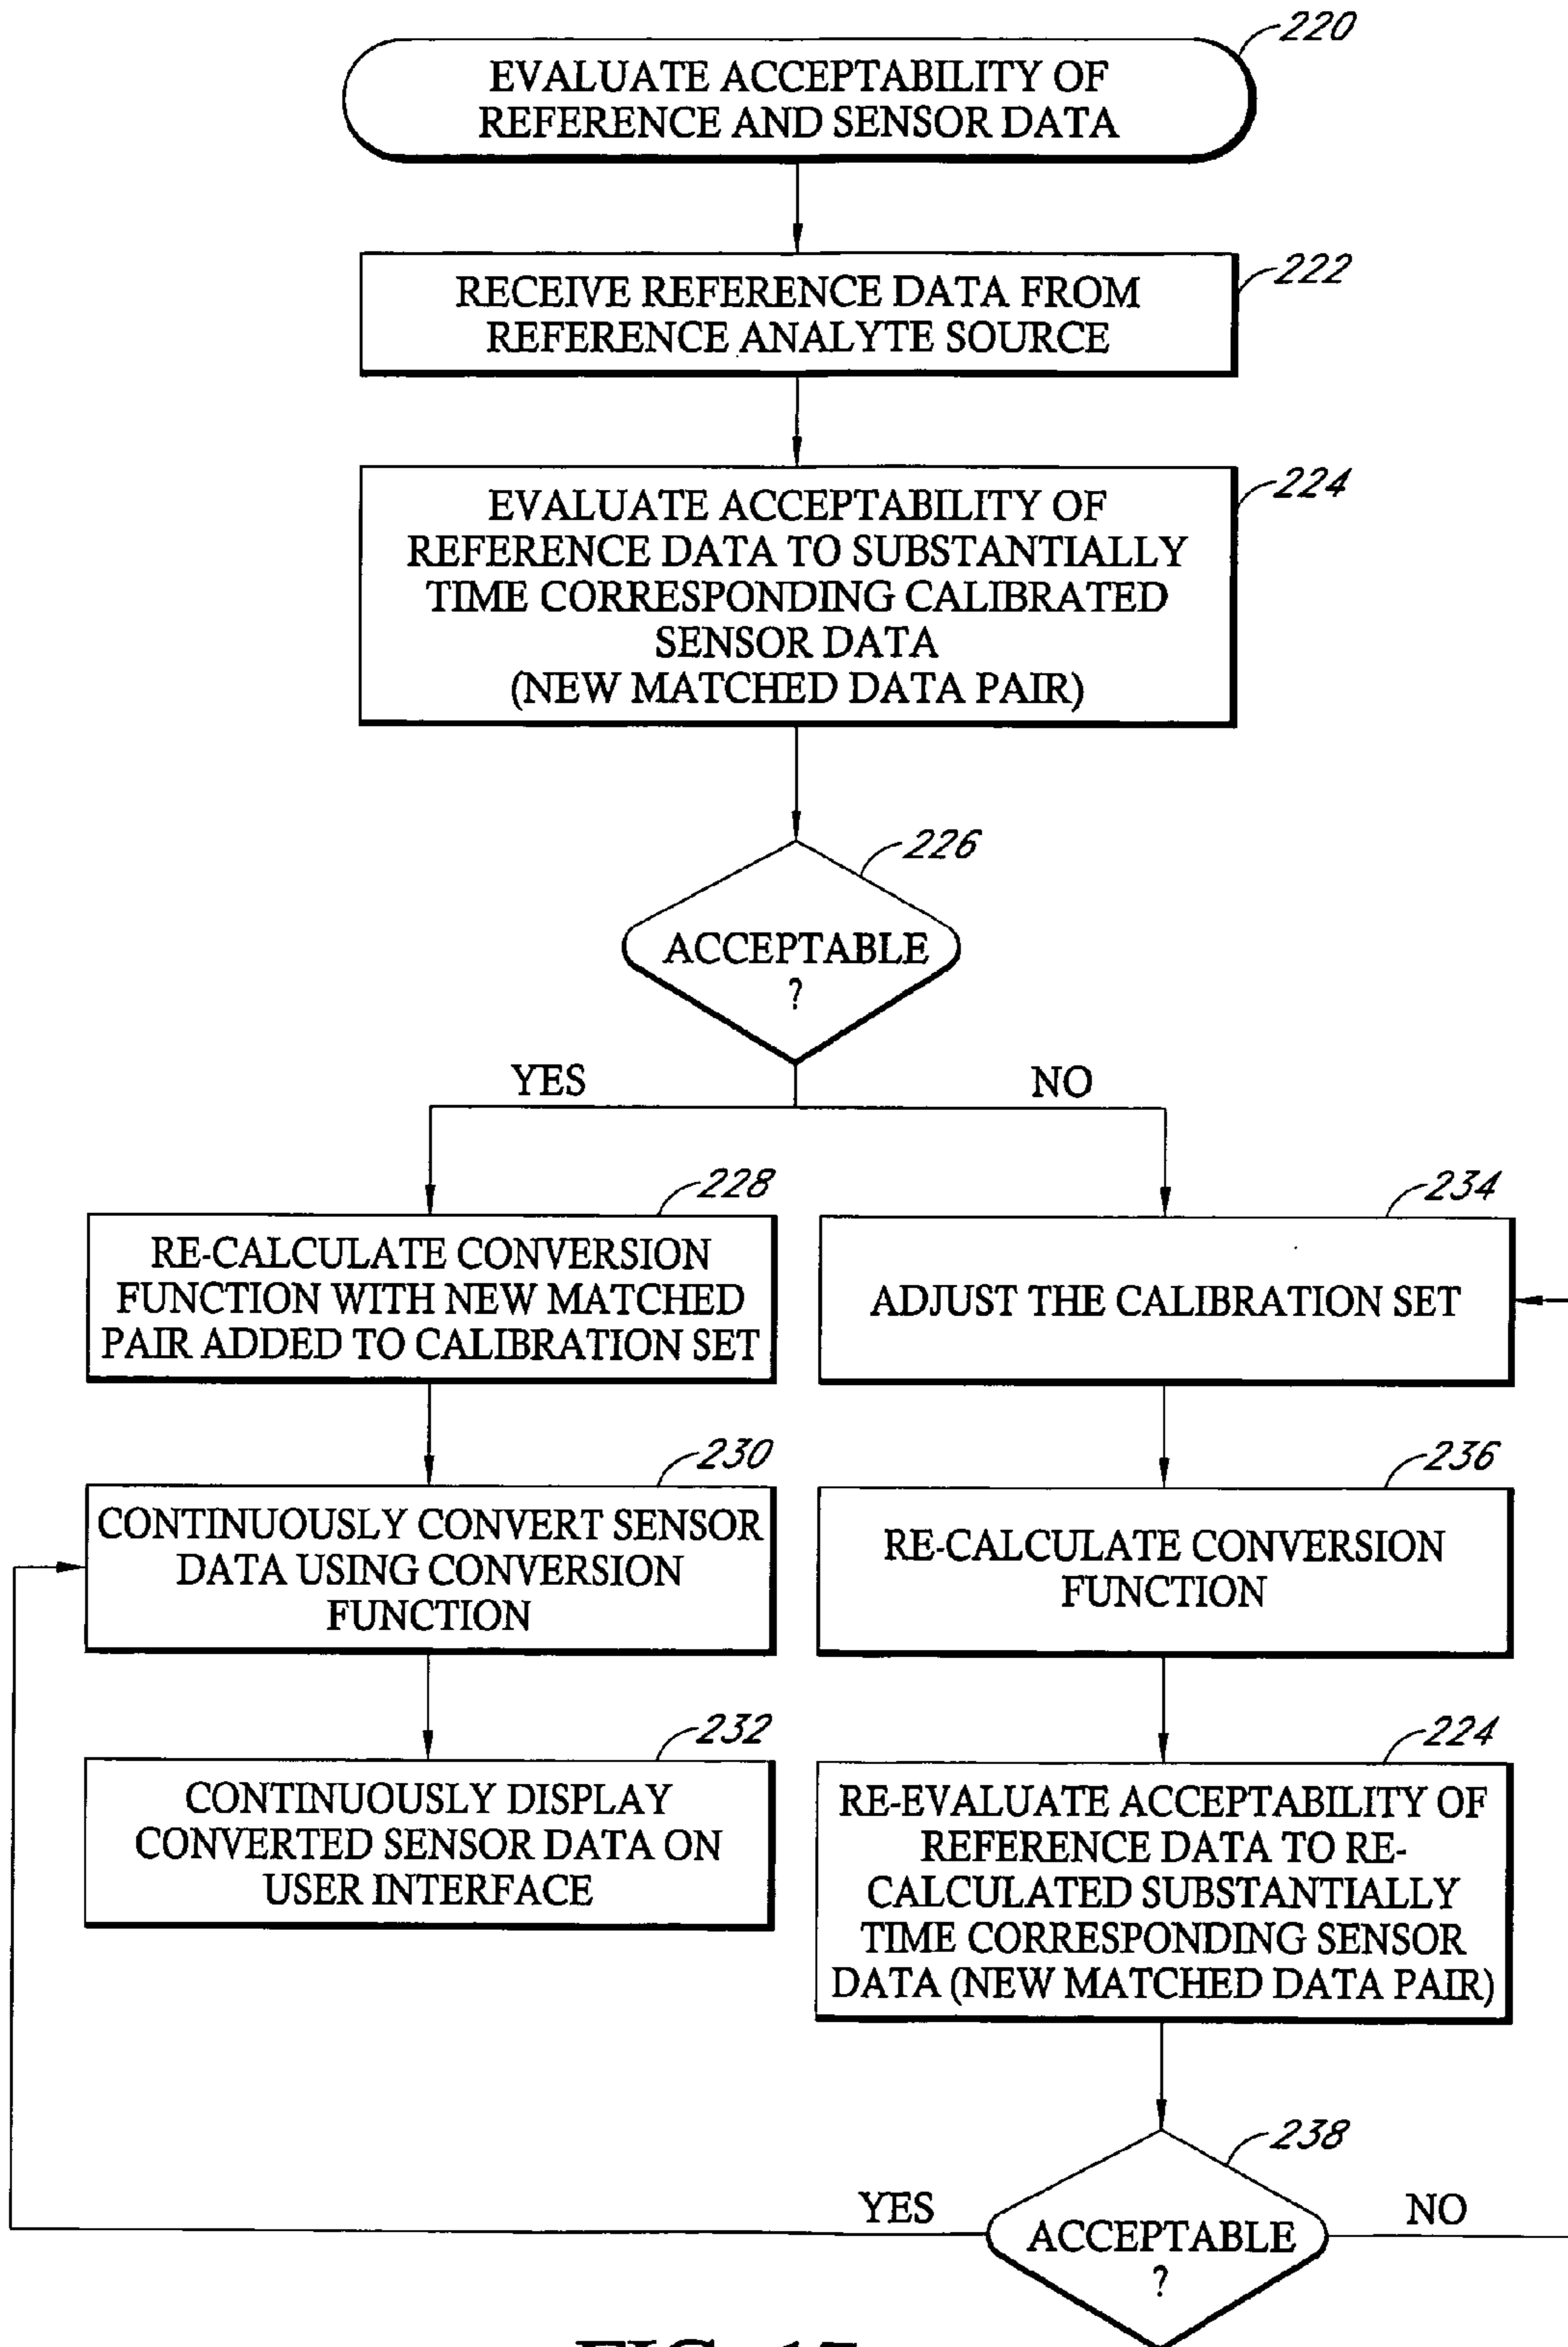 220
EVALUATE ACCEPTABILITY OF
REFERENCE AND SENSOR DATA
222
RECEIVE REFERENCE DATA FROM
REFERENCE ANALYTE SOURCE
224
EVALUATE ACCEPTABILITY OF
REFERENCE DATA TO SUBSTANTIALLY
TIME CORRESPONDING CALIBRATED
SENSOR DATA
(NEW MATCHED DATA PAIR)
226
ACCEPTABLE
?
YES
NO
228
RE-CALCULATE CONVERSION
FUNCTION WITH NEW MATCHED
PAIR ADDED TO CALIBRATION SET
234
ADJUST THE CALIBRATION SET
230
CONTINUOUSLY CONVERT SENSOR
DATA USING CONVERSION
FUNCTION
236
RE-CALCULATE CONVERSION
FUNCTION
232
CONTINUOUSLY DISPLAY
CONVERTED SENSOR DATA ON
USER INTERFACE
224
RE-EVALUATE ACCEPTABILITY OF
REFERENCE DATA TO RE-
CALCULATED SUBSTANTIALLY
TIME CORRESPONDING SENSOR
DATA (NEW MATCHED DATA PAIR)
238
YES
ACCEPTABLE
?
NO